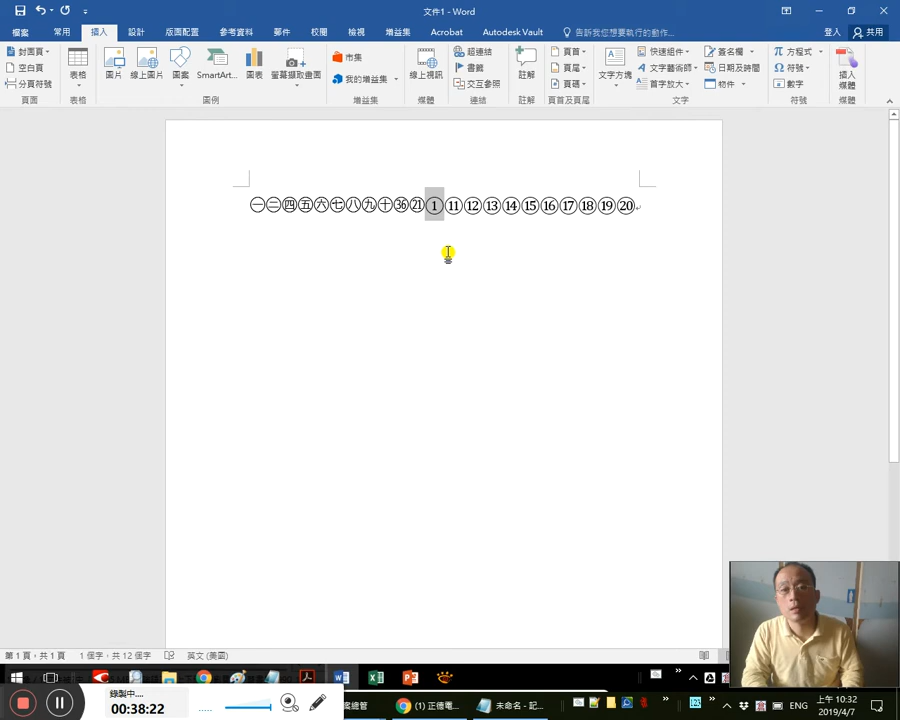 文件1 - Word
檔案 常用 插入 設計 版面配置 參考資料 郵件 校閱 檢視 增益集 Acrobat Autodesk Vault 告訴我您想要執行的動作... 登入 共用
封面頁
空白頁
分頁符號
頁面
表格
表格
圖片 線上圖片 圖案 SmartArt... 圖表 螢幕擷取畫面
圖例
市集
我的增益集
增益集
線上視訊
媒體
超連結
書籤
交互參照
連結
註解
註解
頁首
頁尾
頁碼
頁首及頁尾
文字方塊
快速組件
文字藝術師
首字放大
簽名欄
日期及時間
物件
文字
方程式
符號
數字
符號
插入媒體
媒體
㊀㊁㊃㊄㊅㊆㊇㊈㊉㊱㉑①⑪⑫⑬⑭⑮⑯⑰⑱⑲⑳
第 1 頁，共 1 頁 1 個字，共 12 個字 英文 (美國)
錄製中....
00:38:22
案總管 (1) 正德電... 未命名 - 記... ENG 上午 10:32
2019/4/7